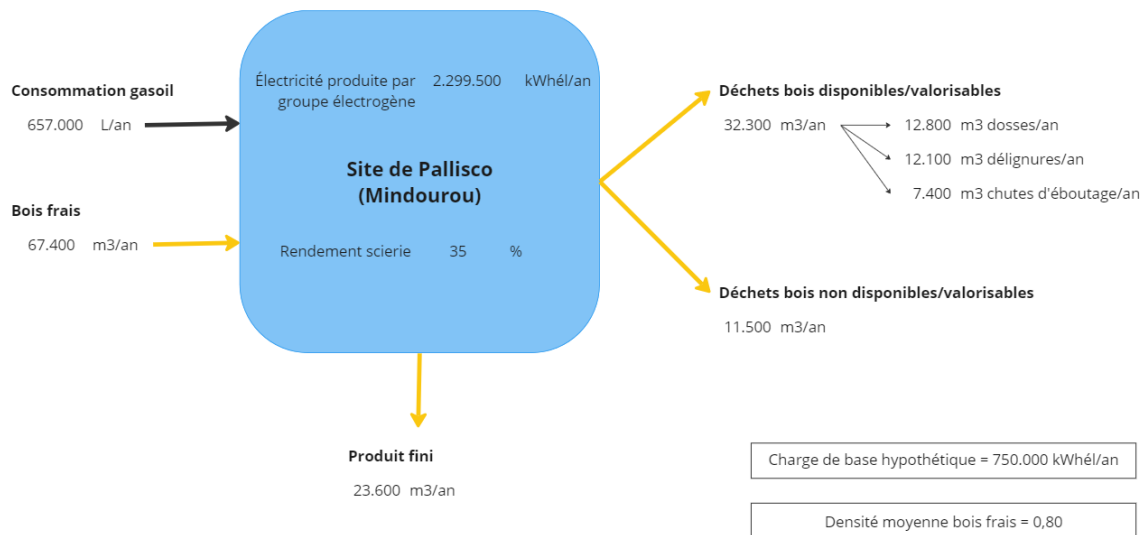 Consommation gasoil
657.000 L/an
Bois frais
67.400 m3/an
Électricité produite par 2.299.500 kWhél/an
groupe électrogène
Site de Pallisco
(Mindourou)
Rendement scierie 35 %
Déchets bois disponibles/valorisables
32.300 m3/an
12.800 m3 dosses/an
12.100 m3 délignures/an
7.400 m3 chutes d'éboutage/an
Déchets bois non disponibles/valorisables
11.500 m3/an
Produit fini
23.600 m3/an
Charge de base hypothétique = 750.000 kWhél/an
Densité moyenne bois frais = 0,80